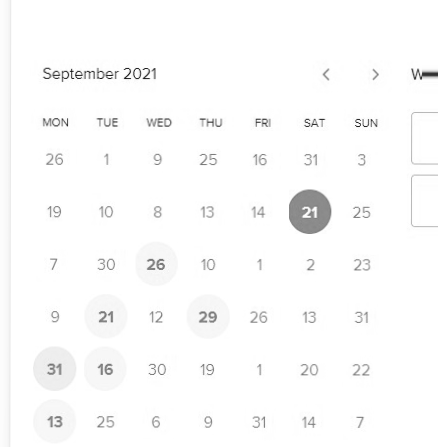 September 2021 < >
MON TUE WED THU FRI SAT SUN
26 1 9 25 16 31 3
19 10 8 13 14 21 25
7 30 26 10 1 2 23
9 21 12 29 26 13 31
31 16 30 19 1 20 22
13 25 6 9 31 14 7